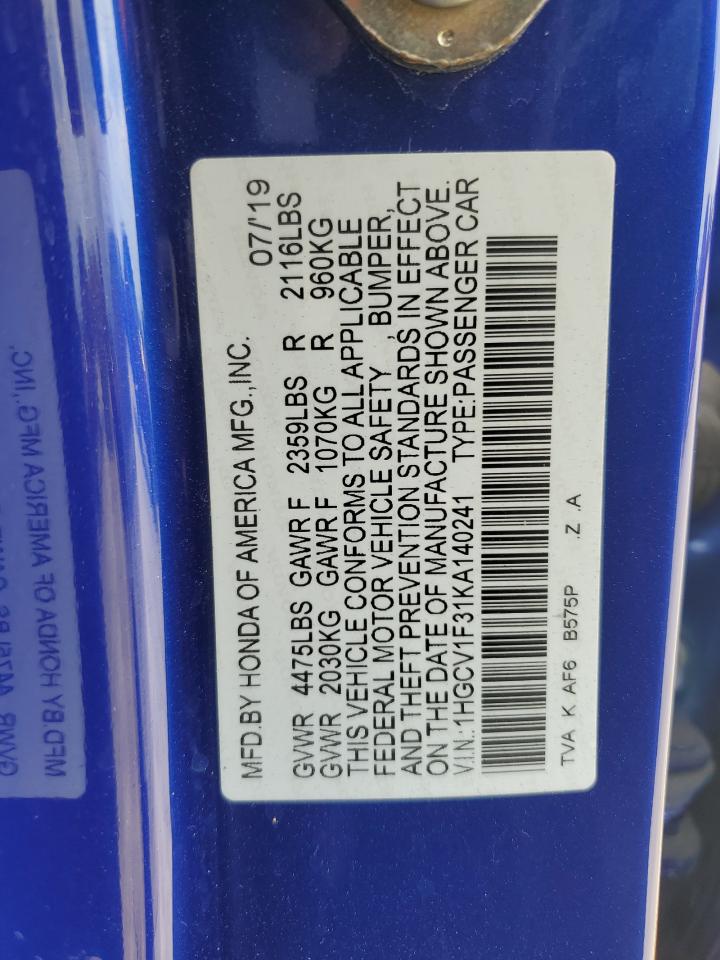 MFD.BY HONDA OF AMERICA MFG.,INC. 07/'19
GVWR 4475LBS GAWR F 2359LBS R 2116LBS
GVWR 2030KG GAWR F 1070KG R 960KG
THIS VEHICLE CONFORMS TO ALL APPLICABLE
FEDERAL MOTOR VEHICLE SAFETY , BUMPER,
AND THEFT PREVENTION STANDARDS IN EFFECT
ON THE DATE OF MANUFACTURE SHOWN ABOVE.
V.I.N.:1HGCV1F31KA140241 TYPE:PASSENGER CAR
TVA K AF6 B575P .Z .A
MFD.BY HONDA OF AMERICA MFG.,INC.
GVWR 4475LBS